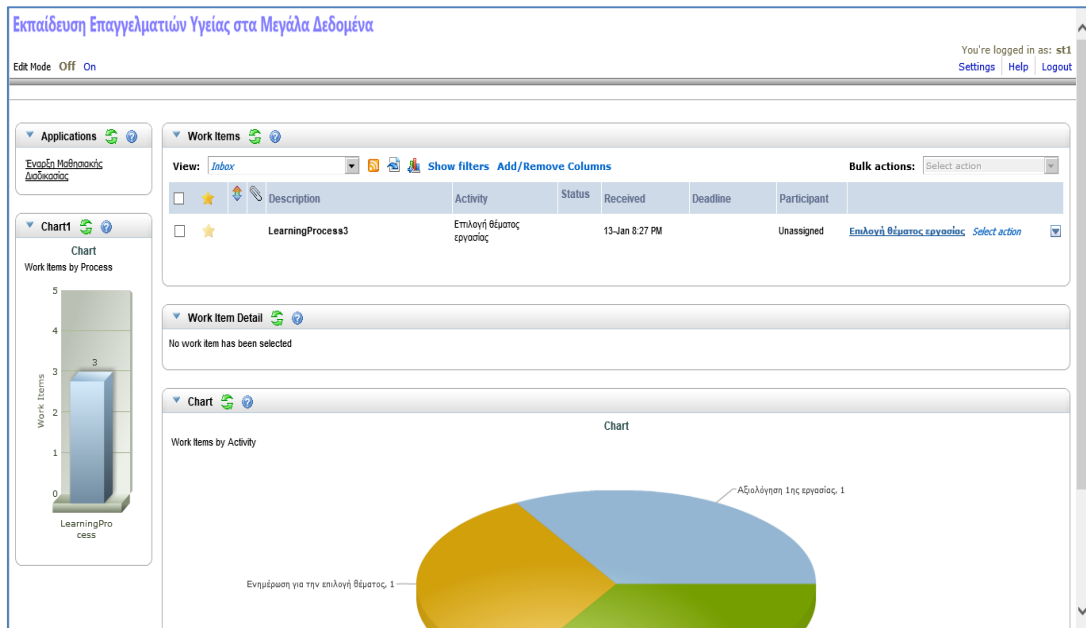 Εκπαίδευση Επαγγελματιών Υγείας στα Μεγάλα Δεδομένα
You're logged in as: st1
Edit Mode Off On
Settings Help Logout
Applications
Έναρξη Μαθησιακής
Διαδικασίας
Work Items
View: Inbox Show filters Add/Remove Columns Bulk actions: Select action
Description Activity Status Received Deadline Participant
LearningProcess3 Επιλογή θέματος
εργασίας
13-Jan 8:27 PM Unassigned Επιλογή θέματος εργασίας Select action
Chart1
Chart
Work Items by Process
5
4
3
3
2
1
0
Work Items
LearningPro
cess
Work Item Detail
No work item has been selected
Chart
Chart
Work Items by Activity
Αξιολόγηση 1ης εργασίας, 1
Ενημέρωση για την επιλογή θέματος, 1